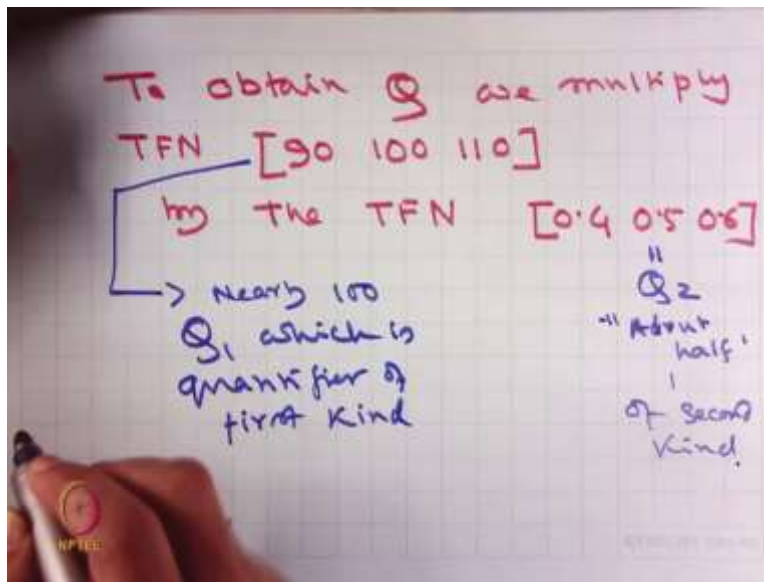 To obtain Q we multiply
TFN [90 100 110]
by the TFN [0.4 0.5 0.6]
"
→ Nearly 100
Q1 which is
quantifier of
first kind
Q2
"About
half"
of second
kind.
NPTEL